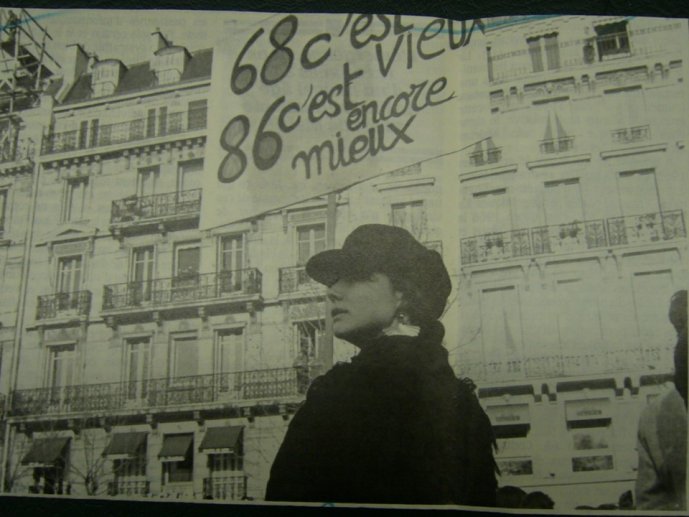 68 c'est
VIEUX
86 c'est
encore
mieux